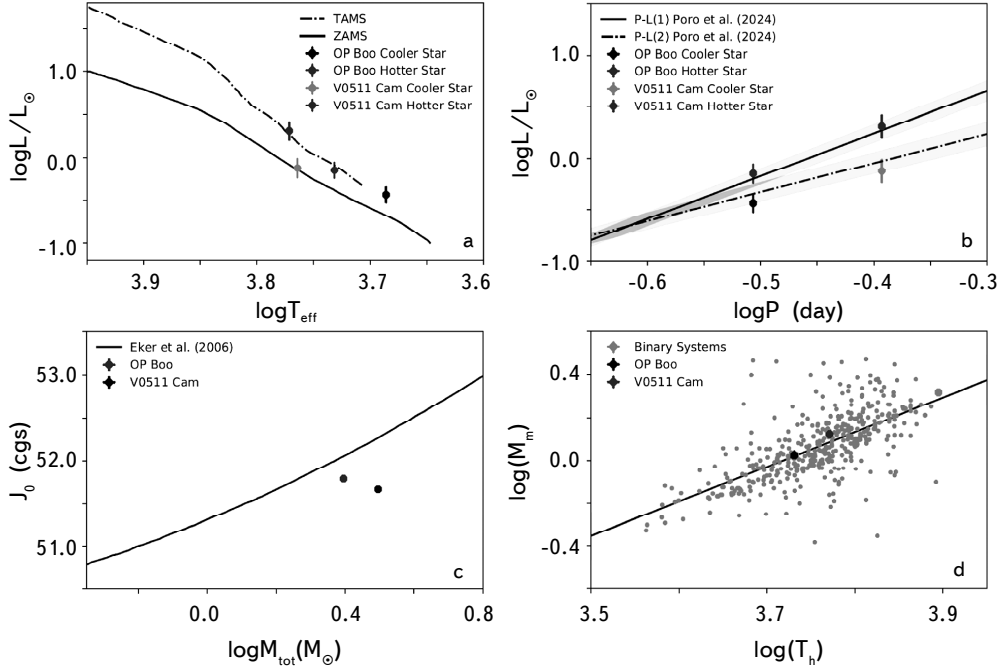 TAMS
ZAMS
OP Boo Cooler Star
OP Boo Hotter Star
V0511 Cam Cooler Star
V0511 Cam Hotter Star
1.0
0.0
-1.0
logL/L☉
3.9
3.8
3.7
3.6
logT_eff
a
P-L(1) Poro et al. (2024)
P-L(2) Poro et al. (2024)
OP Boo Cooler Star
OP Boo Hotter Star
V0511 Cam Cooler Star
V0511 Cam Hotter Star
1.0
0.0
-1.0
logL/L☉
-0.6
-0.5
-0.4
-0.3
logP (day)
b
Eker et al. (2006)
OP Boo
V0511 Cam
53.0
52.0
51.0
J_0 (cgs)
0.0
0.4
0.8
logM_tot(M☉)
c
Binary Systems
OP Boo
V0511 Cam
0.4
0.0
-0.4
log(M_m)
3.5
3.7
3.9
log(T_h)
d